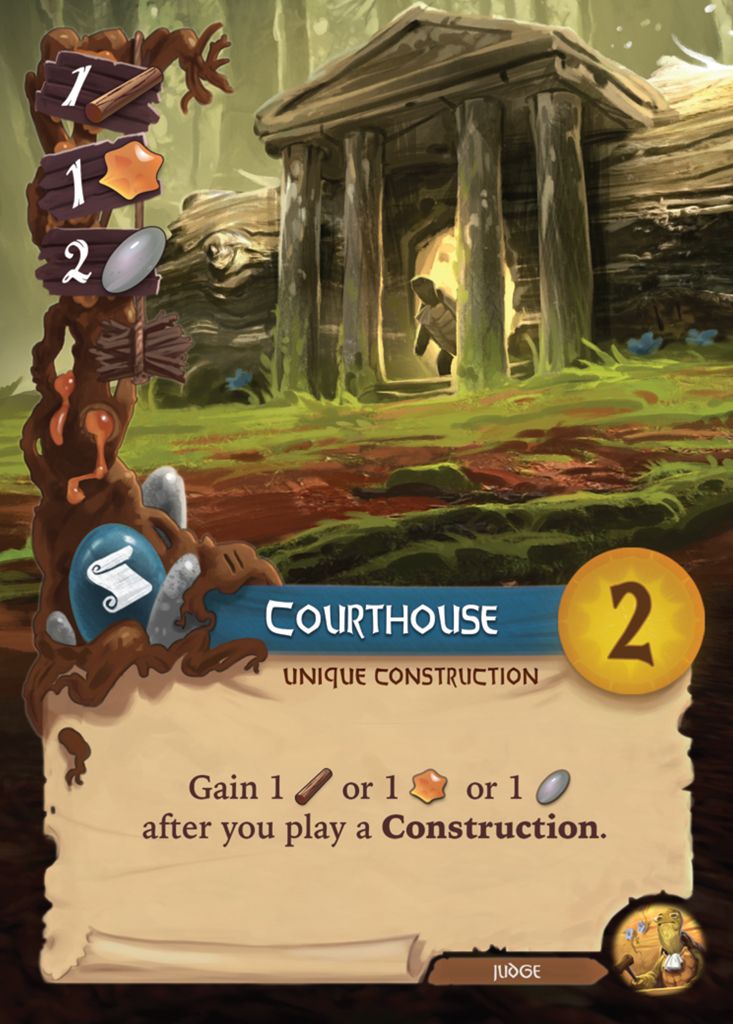 1
1
2
COURTHOUSE
2
UNIQUE CONSTRUCTION
Gain 1 or 1 or 1
after you play a Construction.
JUDGE